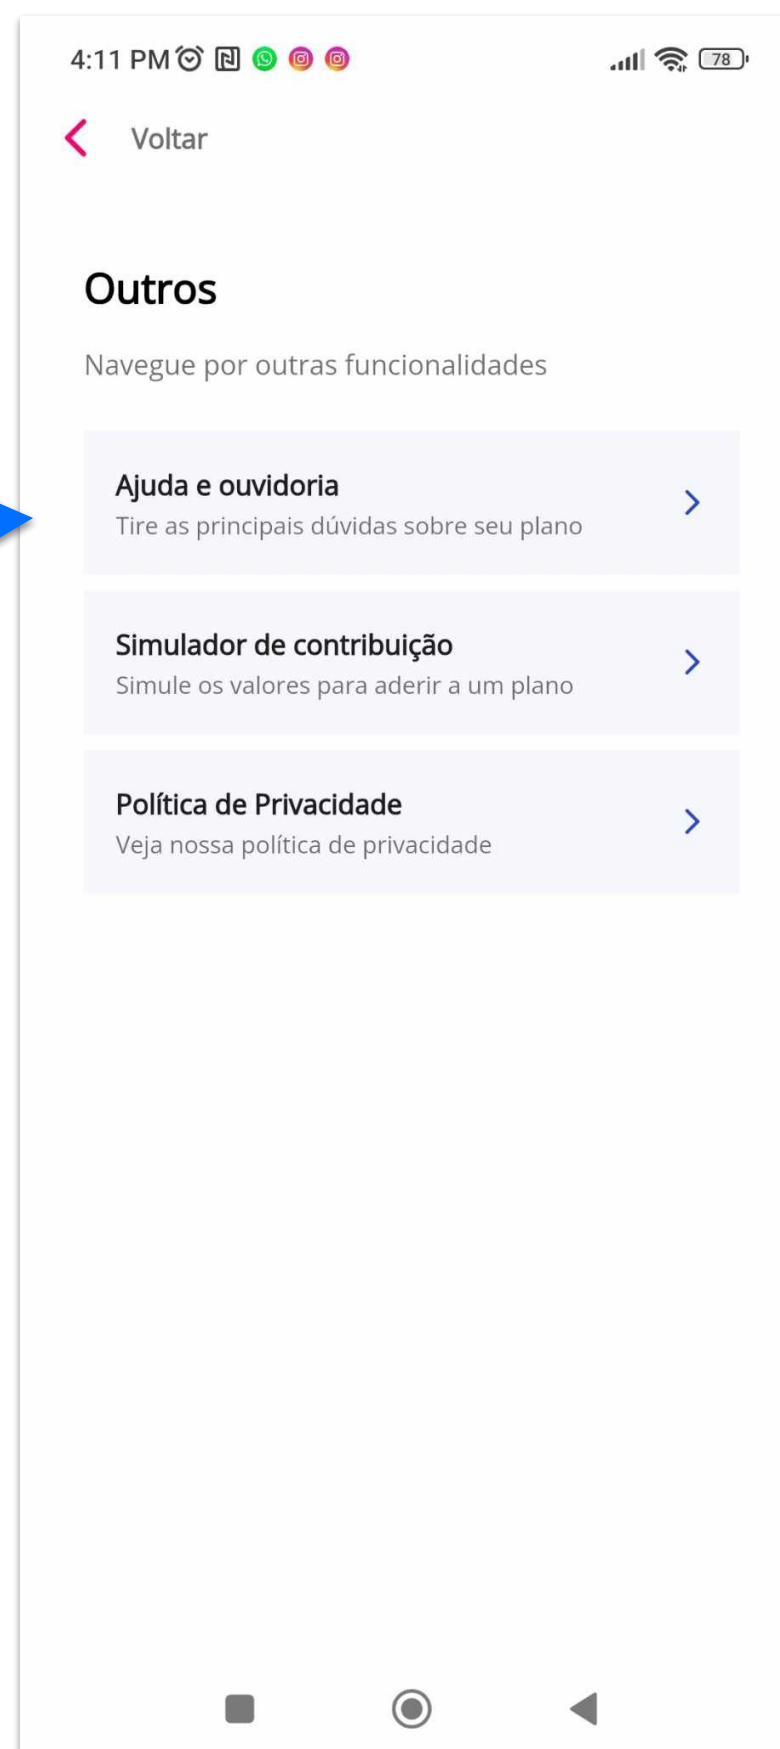 4:11 PM
78
Voltar
Outros
Navegue por outras funcionalidades
Ajuda e ouvidoria
Tire as principais dúvidas sobre seu plano
Simulador de contribuição
Simule os valores para aderir a um plano
Política de Privacidade
Veja nossa política de privacidade